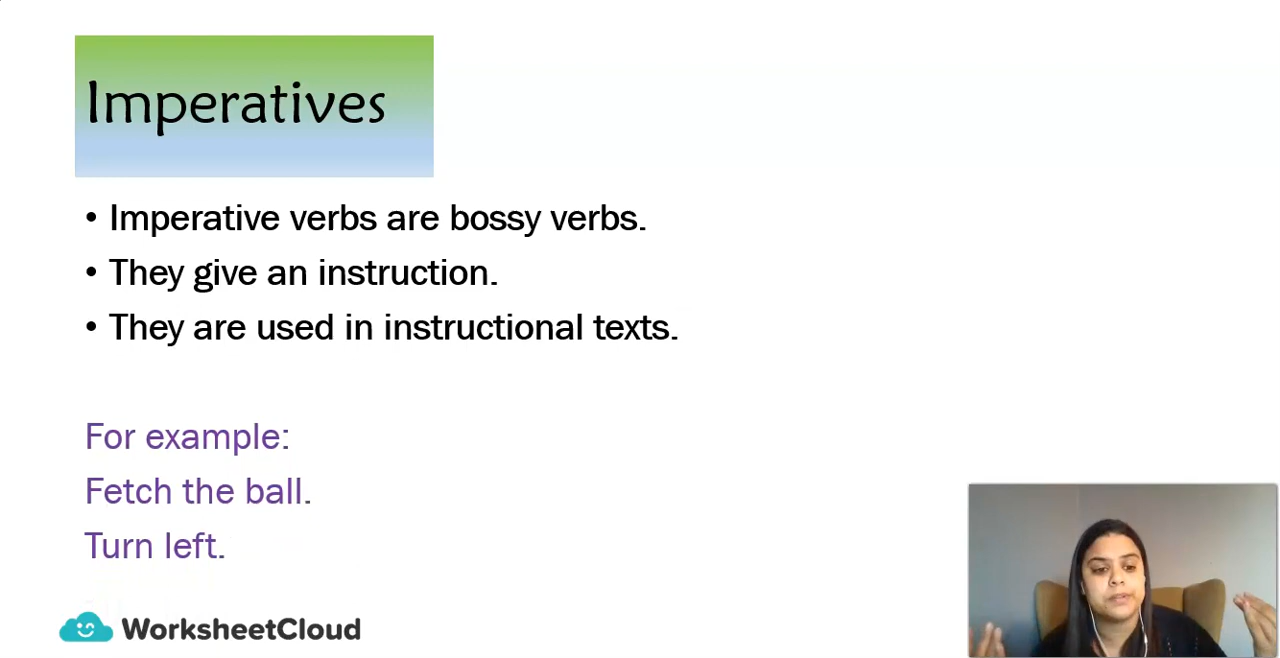 Imperatives
• Imperative verbs are bossy verbs.
• They give an instruction.
• They are used in instructional texts.
For example:
Fetch the ball.
Turn left.
WorksheetCloud